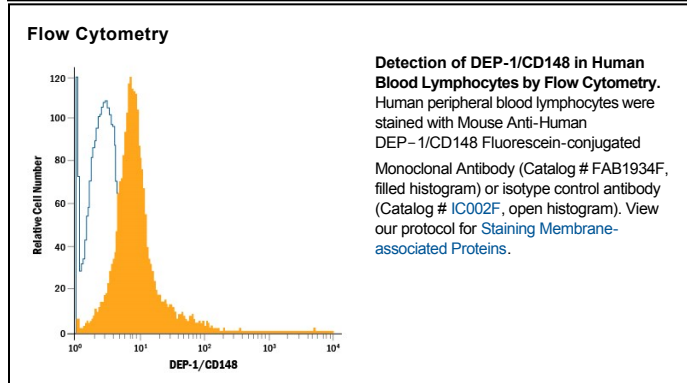 Flow Cytometry
120
100
80
60
40
20
0
Relative Cell Number
10⁰
10¹
10²
10³
10⁴
DEP-1/CD148
Detection of DEP-1/CD148 in Human
Blood Lymphocytes by Flow Cytometry.
Human peripheral blood lymphocytes were
stained with Mouse Anti-Human
DEP-1/CD148 Fluorescein-conjugated
Monoclonal Antibody (Catalog # FAB1934F,
filled histogram) or isotype control antibody
(Catalog # IC002F, open histogram). View
our protocol for Staining Membrane-
associated Proteins.